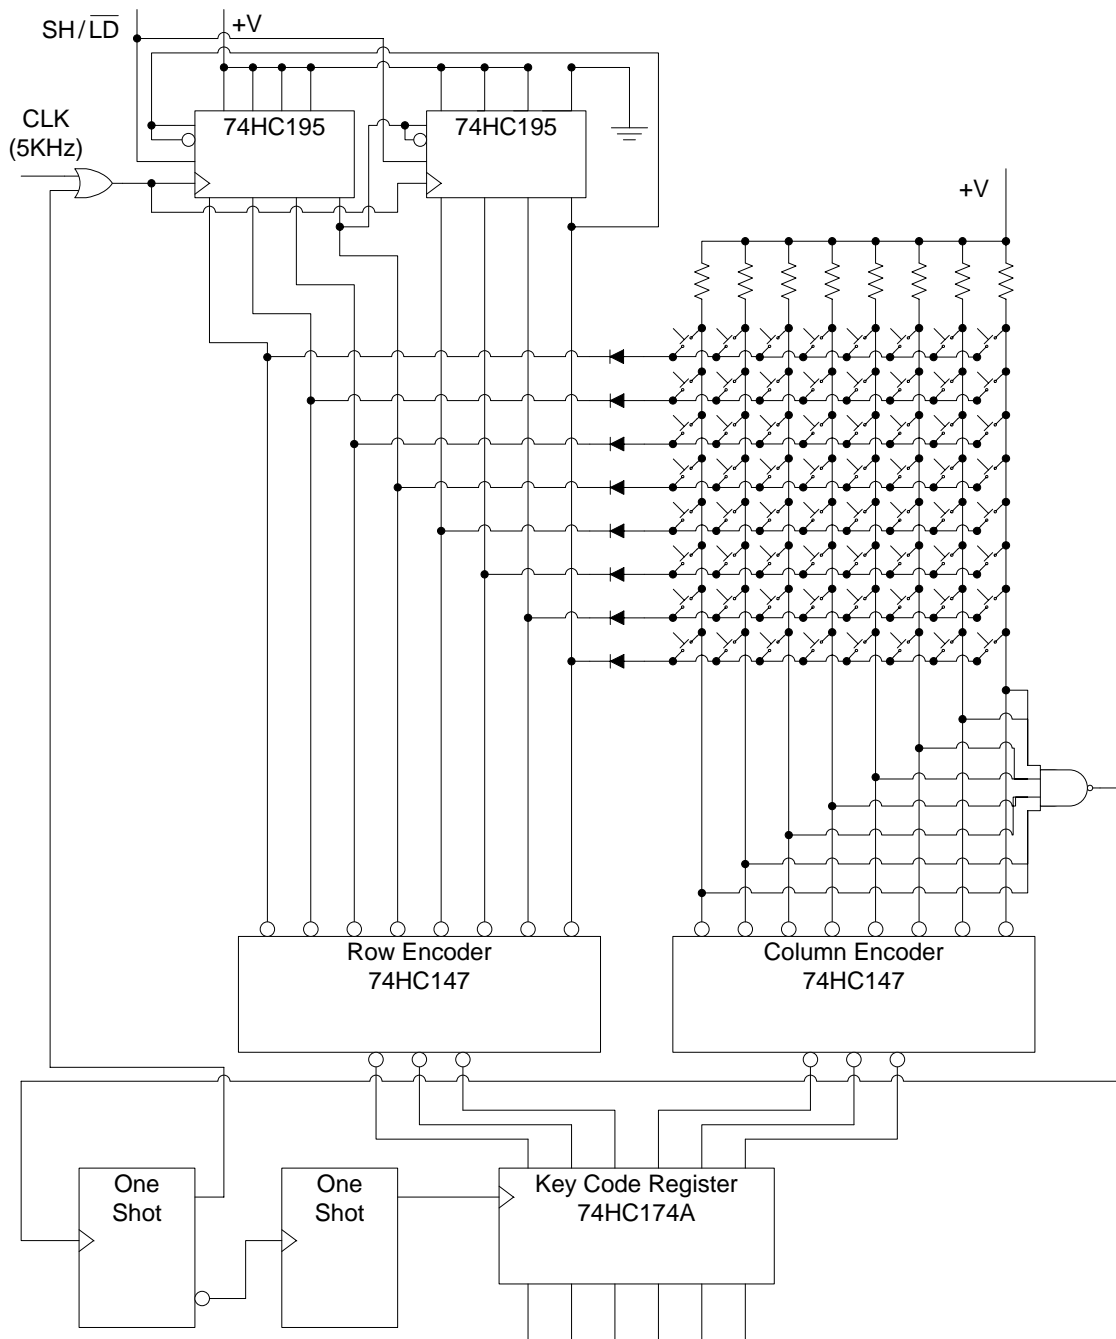 SH/L̅D̅
+V
74HC195
74HC195
CLK
(5KHz)
+V
Row Encoder
74HC147
Column Encoder
74HC147
One
Shot
One
Shot
Key Code Register
74HC174A